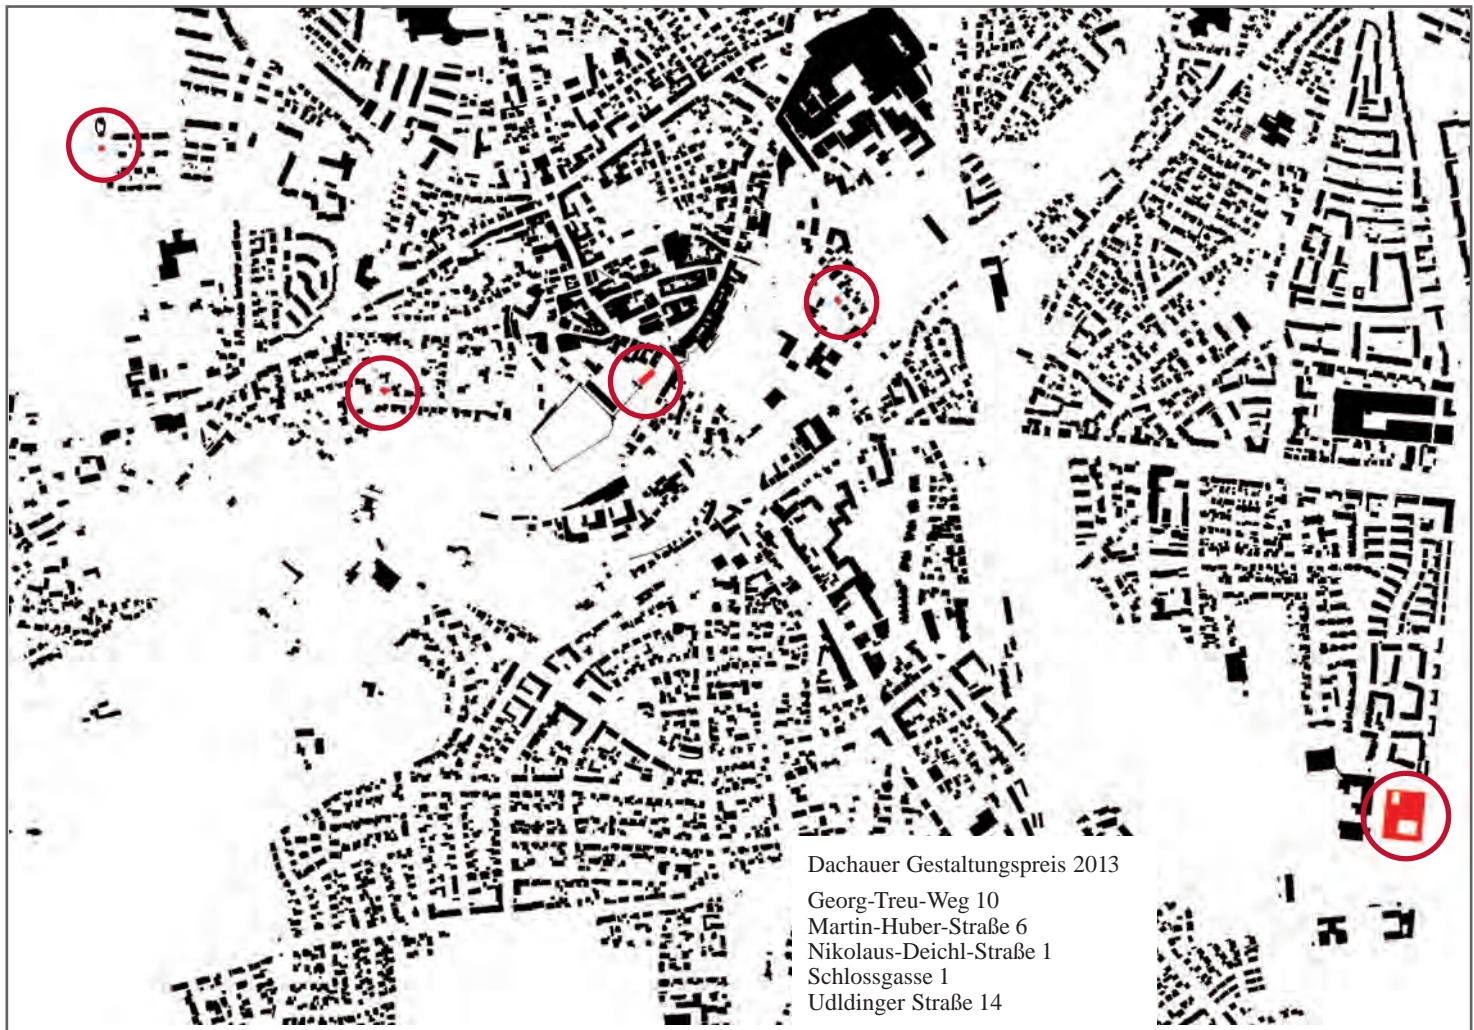 Dachauer Gestaltungspreis 2013
Georg-Treu-Weg 10
Martin-Huber-Straße 6
Nikolaus-Deichl-Straße 1
Schlossgasse 1
Udldinger Straße 14